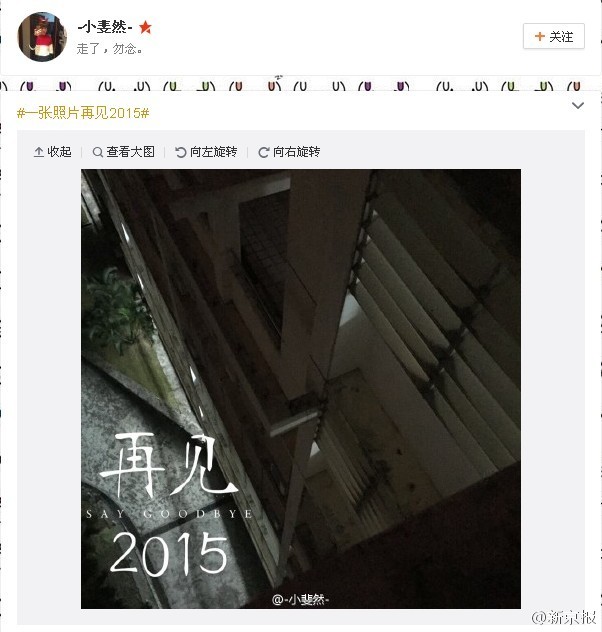 -小斐然-
走了，勿念。
+ 关注
#一张照片再见2015#
收起
查看大图
向左旋转
向右旋转
再见
SAY GOODBYE
2015
@-小斐然-
@新京报